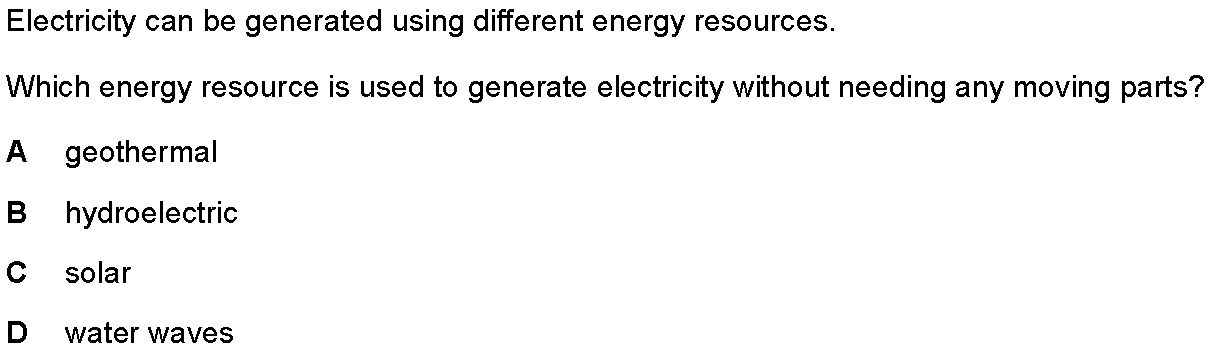 Electricity can be generated using different energy resources.
Which energy resource is used to generate electricity without needing any moving parts?
A geothermal
B hydroelectric
C solar
D water waves